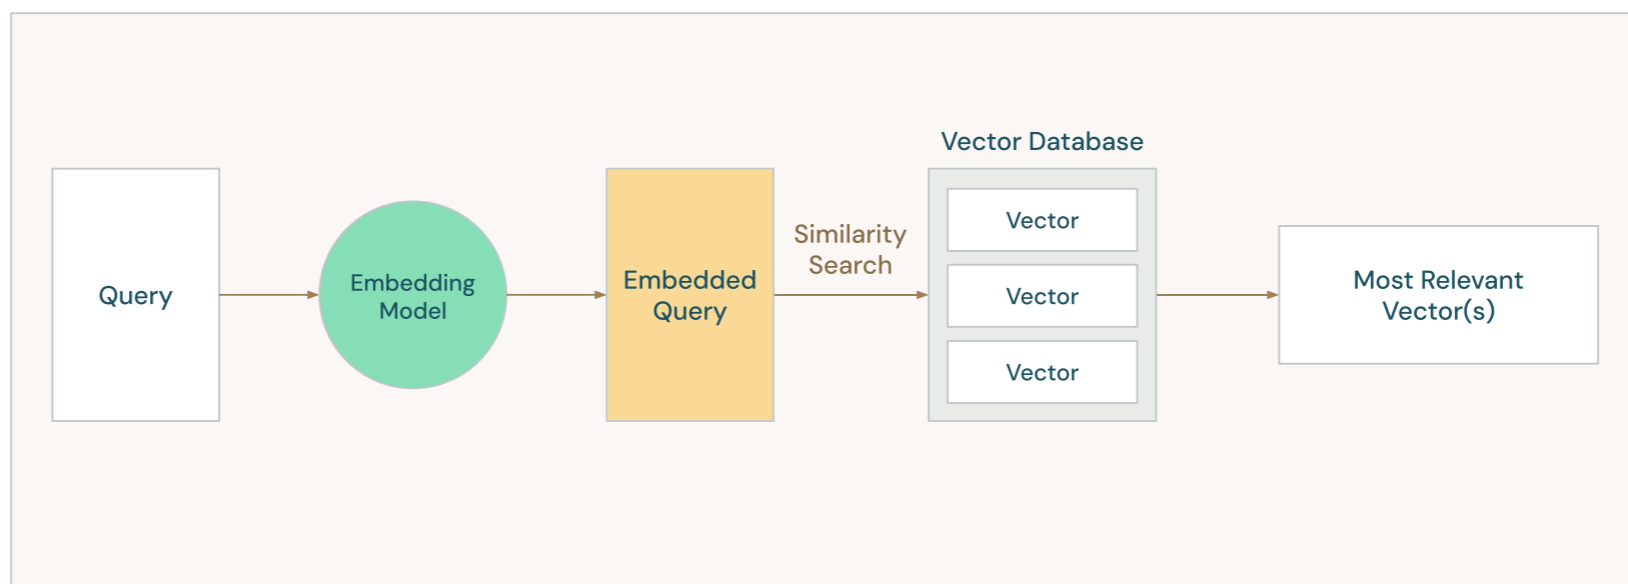 Query
Embedding
Model
Embedded
Query
Similarity
Search
Vector Database
Vector
Vector
Vector
Most Relevant
Vector(s)